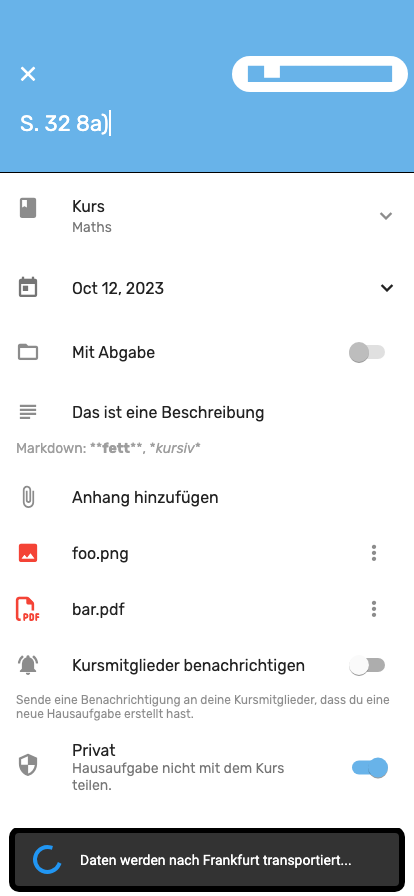 S. 32 8a)
Kurs
Maths
Oct 12, 2023
Mit Abgabe
Das ist eine Beschreibung
Markdown: **fett**, *kursiv*
Anhang hinzufügen
foo.png
PDF
bar.pdf
Kursmitglieder benachrichtigen
Sende eine Benachrichtigung an deine Kursmitglieder, dass du eine
neue Hausaufgabe erstellt hast.
Privat
Hausaufgabe nicht mit dem Kurs
teilen.
Daten werden nach Frankfurt transportiert...